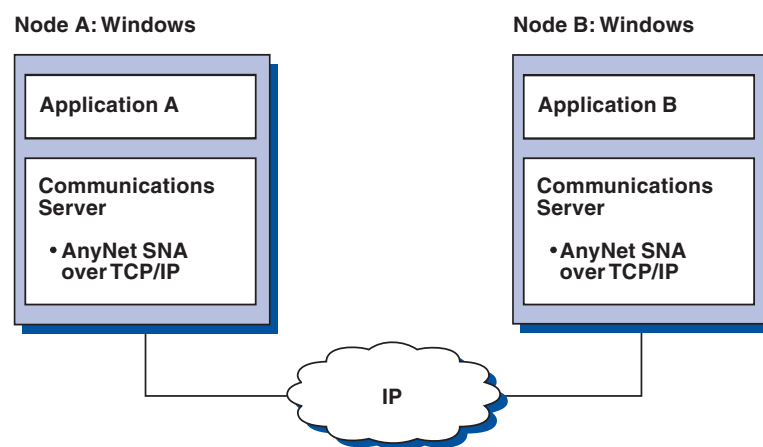 Node A: Windows
Application A
Communications
Server
• AnyNet SNA
over TCP/IP
Node B: Windows
Application B
Communications
Server
• AnyNet SNA
over TCP/IP
IP